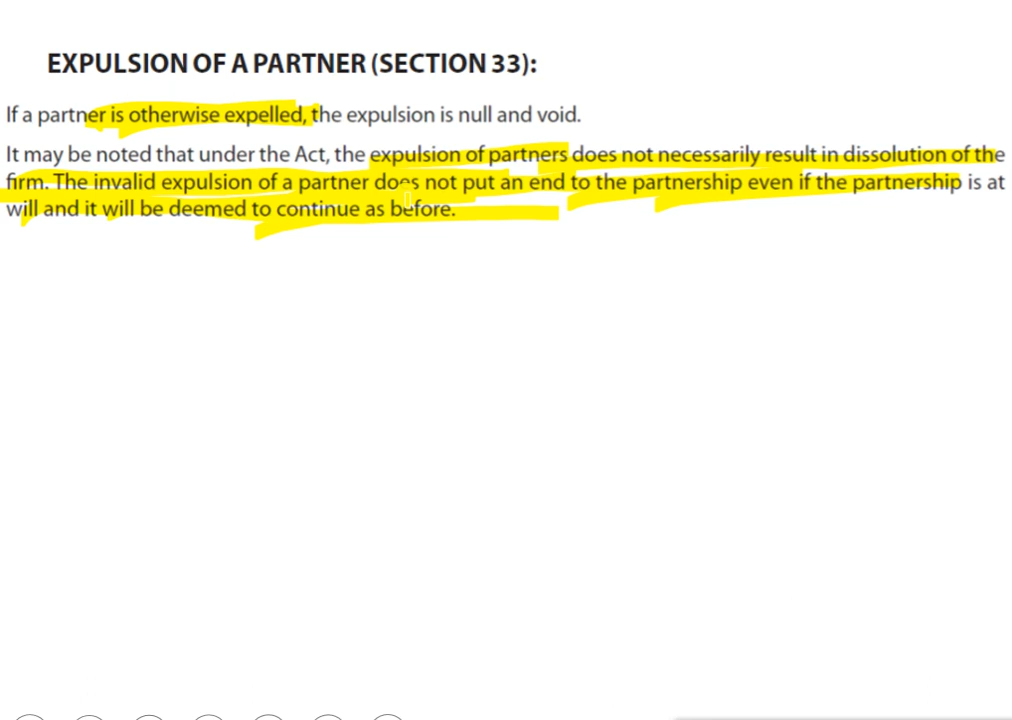 EXPULSION OF A PARTNER (SECTION 33):
If a partner is otherwise expelled, the expulsion is null and void.
It may be noted that under the Act, the expulsion of partners does not necessarily result in dissolution of the
firm. The invalid expulsion of a partner does not put an end to the partnership even if the partnership is at
will and it will be deemed to continue as before.